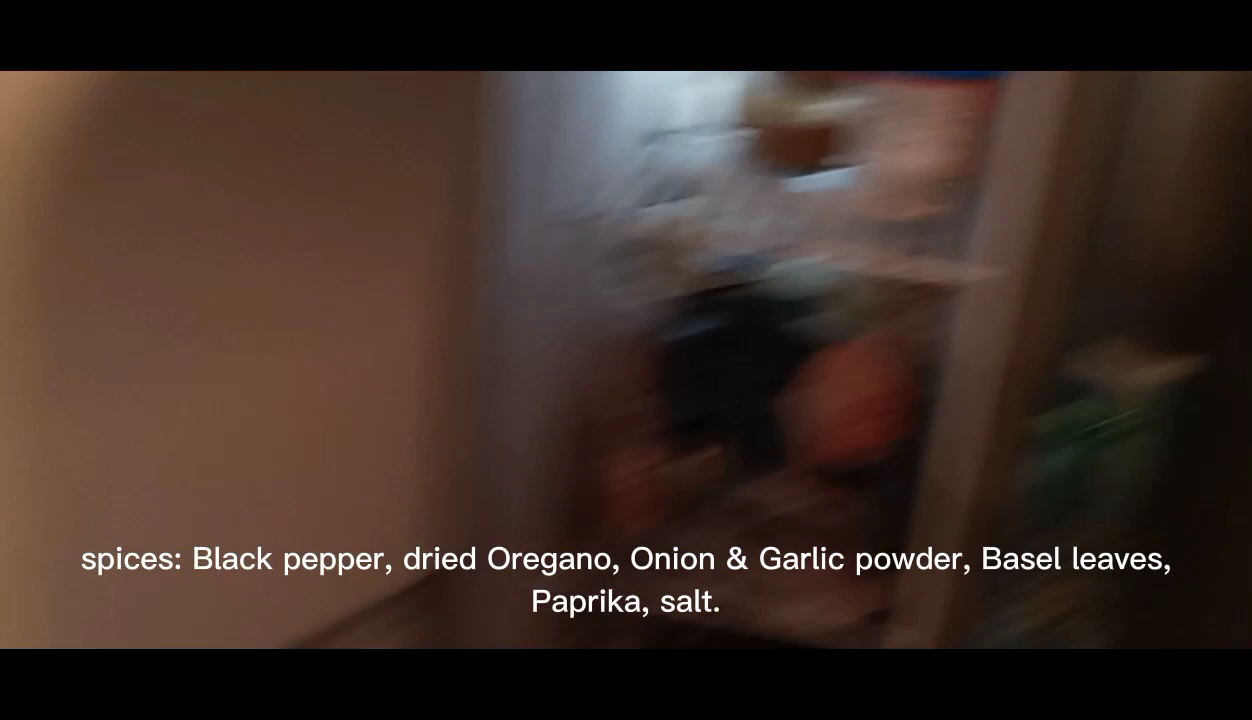 spices: Black pepper, dried Oregano, Onion & Garlic powder, Basel leaves,
Paprika, salt.